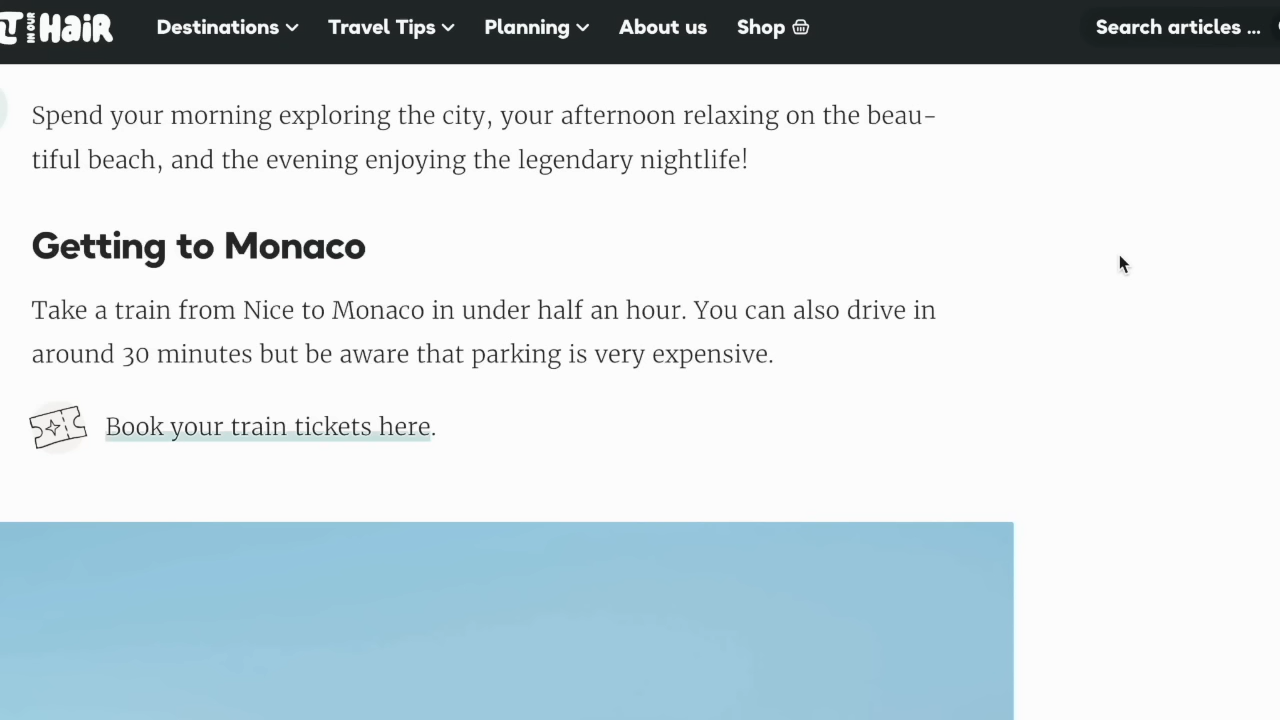 IN OUR HaiR
Destinations
Travel Tips
Planning
About us
Shop
Search articles ...
Spend your morning exploring the city, your afternoon relaxing on the beau-
tiful beach, and the evening enjoying the legendary nightlife!
Getting to Monaco
Take a train from Nice to Monaco in under half an hour. You can also drive in
around 30 minutes but be aware that parking is very expensive.
Book your train tickets here.